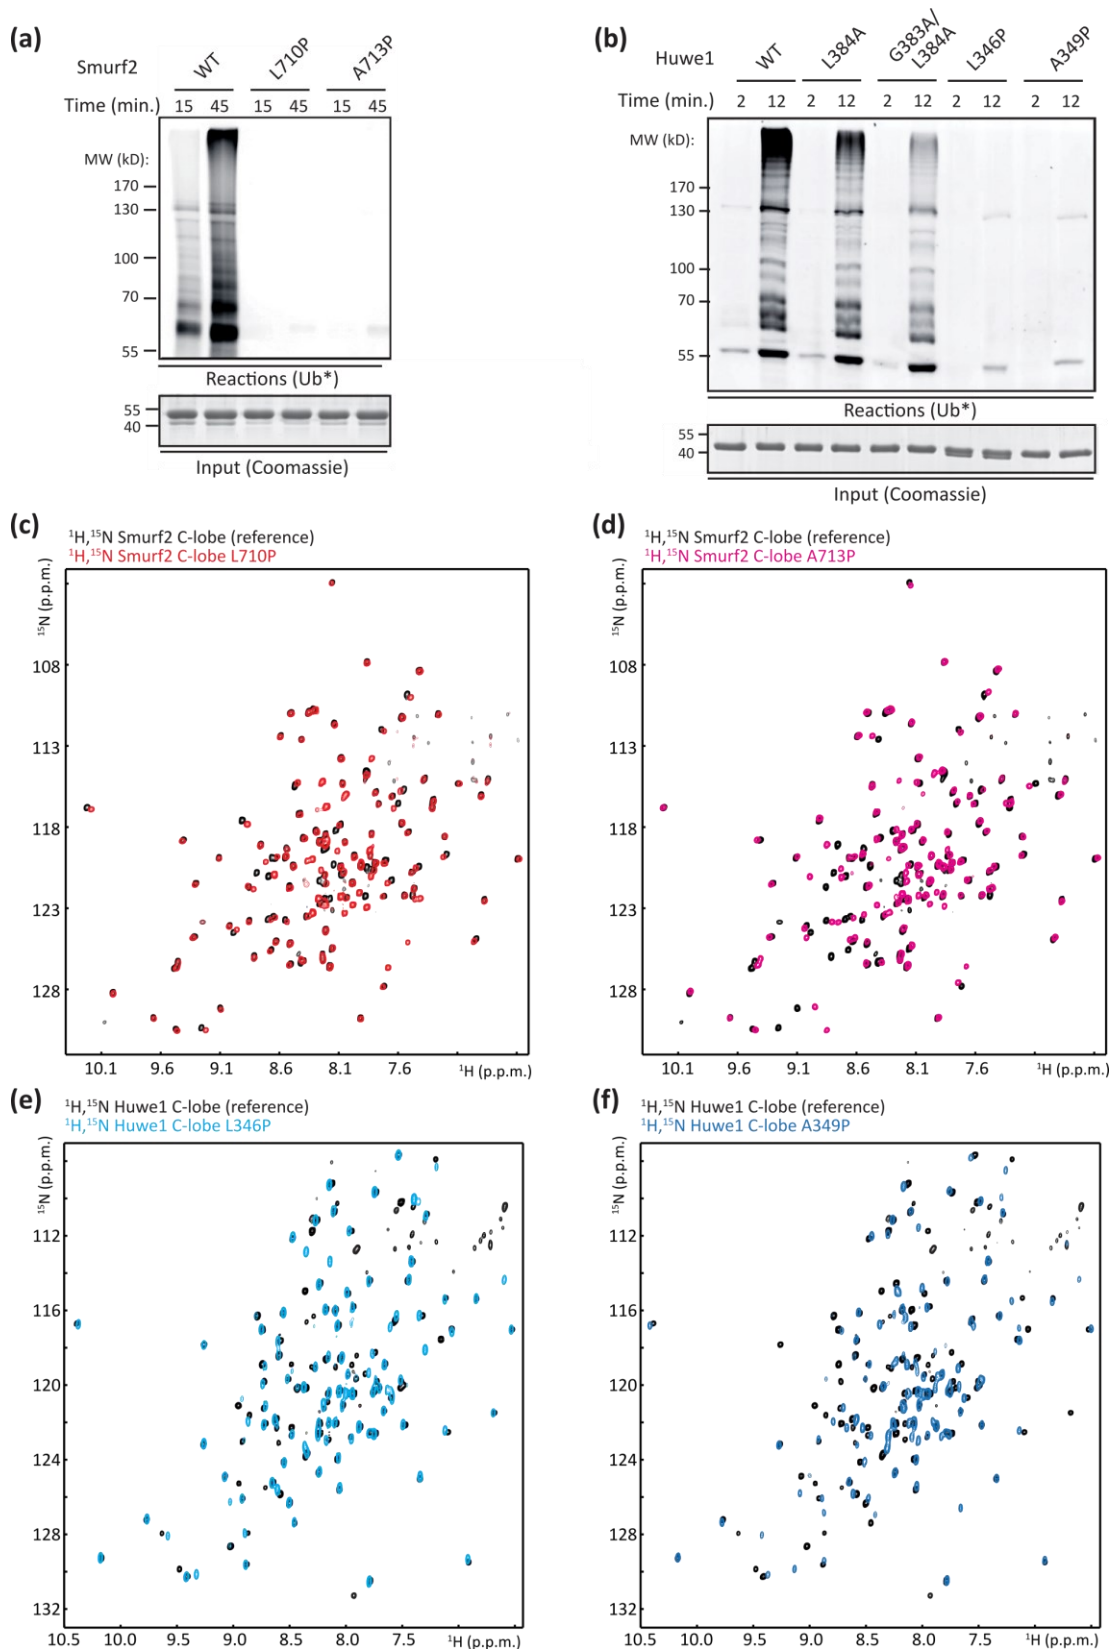 (a)
Smurf2
WT
L710P
A713P
Time (min.)
15 45 15 45 15 45
MW (kD):
170
130
100
70
55
Reactions (Ub*)
55
40
Input (Coomassie)
(b)
Huwe1
WT
L384A
G383A/
L384A
L346P
A349P
Time (min.)
2 12 2 12 2 12 2 12 2 12
MW (kD):
170
130
100
70
55
Reactions (Ub*)
55
40
Input (Coomassie)
(c)
¹H,¹⁵N Smurf2 C-lobe (reference)
¹H,¹⁵N Smurf2 C-lobe L710P
¹⁵N (p.p.m.)
108
113
118
123
128
10.1 9.6 9.1 8.6 8.1 7.6 ¹H (p.p.m.)
(d)
¹H,¹⁵N Smurf2 C-lobe (reference)
¹H,¹⁵N Smurf2 C-lobe A713P
¹⁵N (p.p.m.)
108
113
118
123
128
10.1 9.6 9.1 8.6 8.1 7.6 ¹H (p.p.m.)
(e)
¹H,¹⁵N Huwe1 C-lobe (reference)
¹H,¹⁵N Huwe1 C-lobe L346P
¹⁵N (p.p.m.)
112
116
120
124
128
132
10.5 10.0 9.5 9.0 8.5 8.0 7.5 ¹H (p.p.m.)
(f)
¹H,¹⁵N Huwe1 C-lobe (reference)
¹H,¹⁵N Huwe1 C-lobe A349P
¹⁵N (p.p.m.)
112
116
120
124
128
132
10.5 10.0 9.5 9.0 8.5 8.0 7.5 ¹H (p.p.m.)